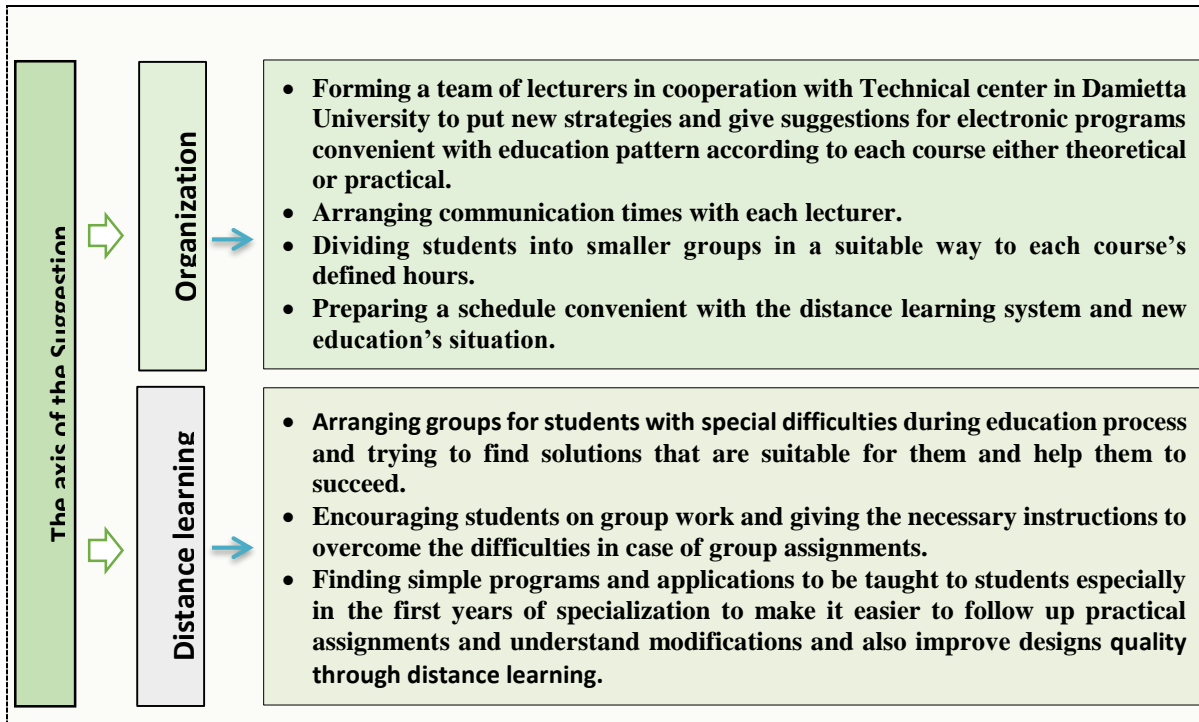 The axis of the Suggestion
Organization
• Forming a team of lecturers in cooperation with Technical center in Damietta
University to put new strategies and give suggestions for electronic programs
convenient with education pattern according to each course either theoretical
or practical.
• Arranging communication times with each lecturer.
• Dividing students into smaller groups in a suitable way to each course's
defined hours.
• Preparing a schedule convenient with the distance learning system and new
education's situation.
Distance learning
• Arranging groups for students with special difficulties during education process
and trying to find solutions that are suitable for them and help them to
succeed.
• Encouraging students on group work and giving the necessary instructions to
overcome the difficulties in case of group assignments.
• Finding simple programs and applications to be taught to students especially
in the first years of specialization to make it easier to follow up practical
assignments and understand modifications and also improve designs quality
through distance learning.